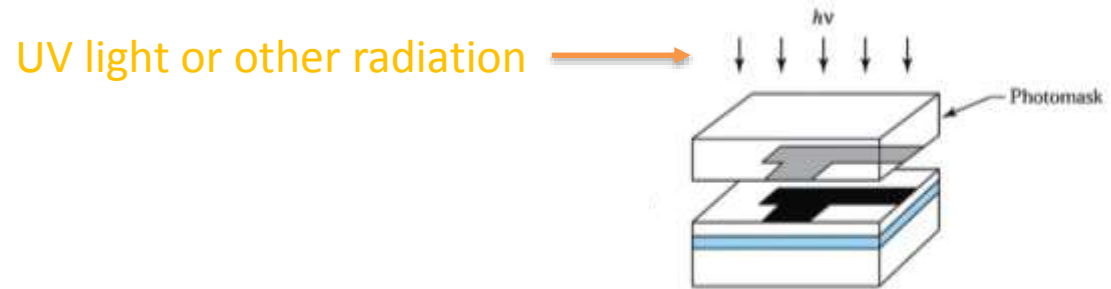 hν
UV light or other radiation
Photomask